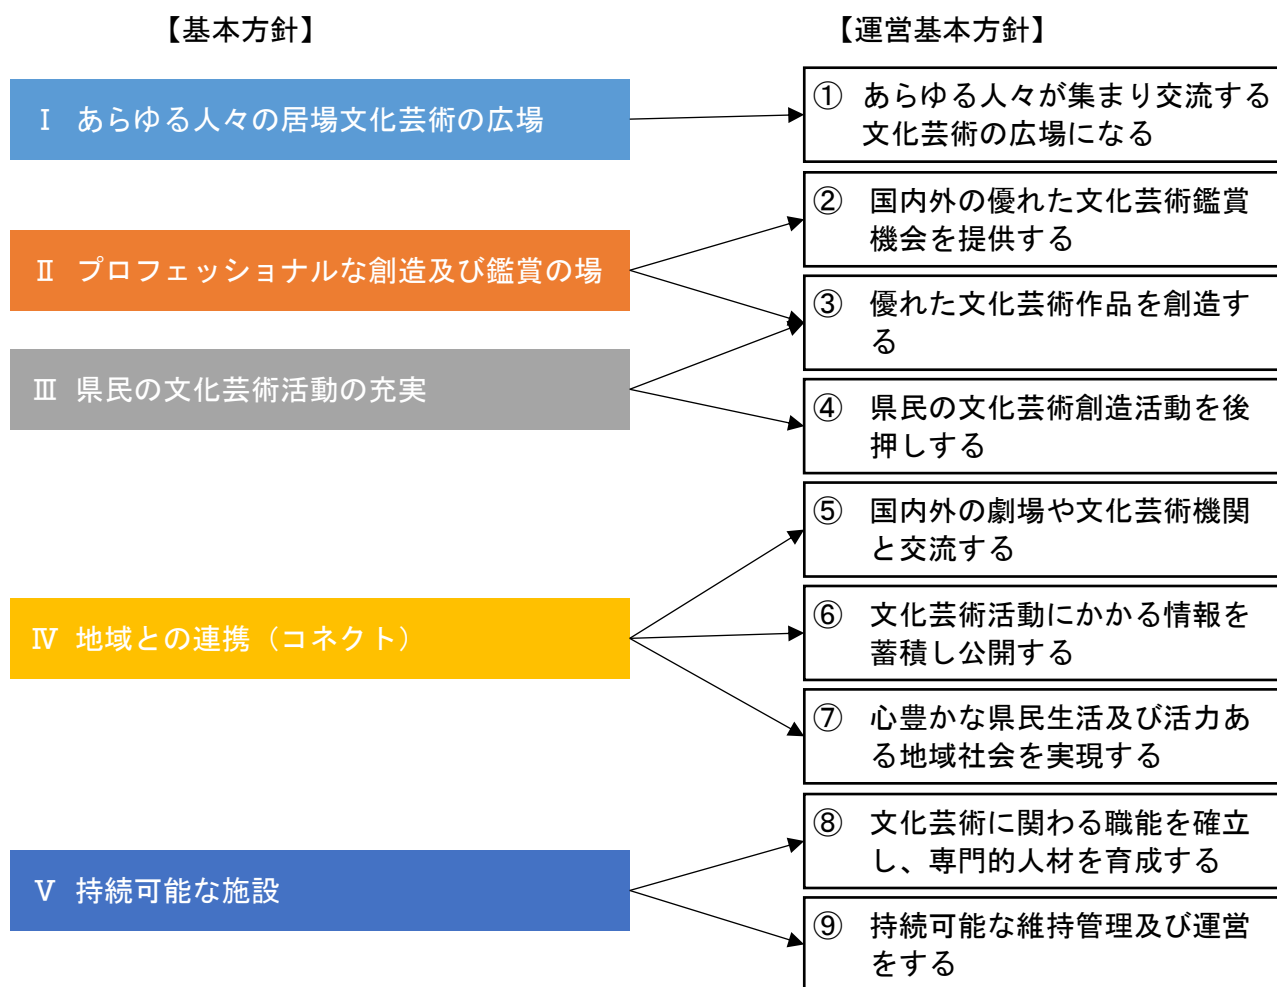 【基本方針】
【運営基本方針】
Ⅰ あらゆる人々の居場文化芸術の広場
Ⅱ プロフェッショナルな創造及び鑑賞の場
Ⅲ 県民の文化芸術活動の充実
Ⅳ 地域との連携（コネクト）
Ⅴ 持続可能な施設
① あらゆる人々が集まり交流する
文化芸術の広場になる
② 国内外の優れた文化芸術鑑賞
機会を提供する
③ 優れた文化芸術作品を創造す
る
④ 県民の文化芸術創造活動を後
押しする
⑤ 国内外の劇場や文化芸術機関
と交流する
⑥ 文化芸術活動にかかる情報を
蓄積し公開する
⑦ 心豊かな県民生活及び活力あ
る地域社会を実現する
⑧ 文化芸術に関わる職能を確立
し、専門的人材を育成する
⑨ 持続可能な維持管理及び運営
をする